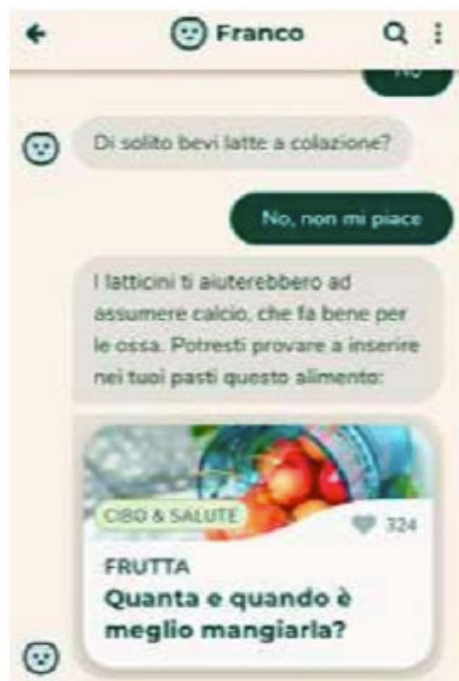 Franco
No
Di solito bevi latte a colazione?
No, non mi piace
I latticini ti aiuterebbero ad
assumere calcio, che fa bene per
le ossa. Potresti provare a inserire
nei tuoi pasti questo alimento:
CIBO & SALUTE
324
FRUTTA
Quanta e quando è
meglio mangiarla?